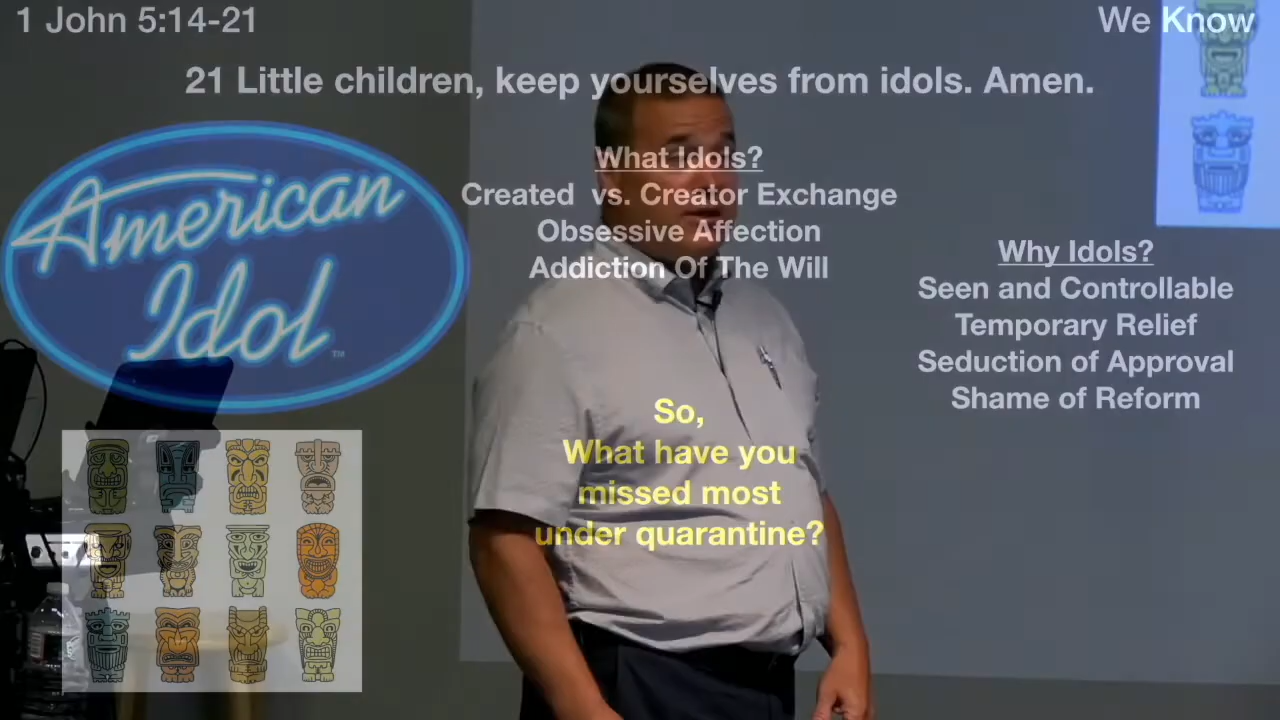 1 John 5:14-21
We Know
21 Little children, keep yourselves from idols. Amen.
American
Idol
TM
What Idols?
Created vs. Creator Exchange
Obsessive Affection
Addiction Of The Will
Why Idols?
Seen and Controllable
Temporary Relief
Seduction of Approval
Shame of Reform
So,
What have you
missed most
under quarantine?